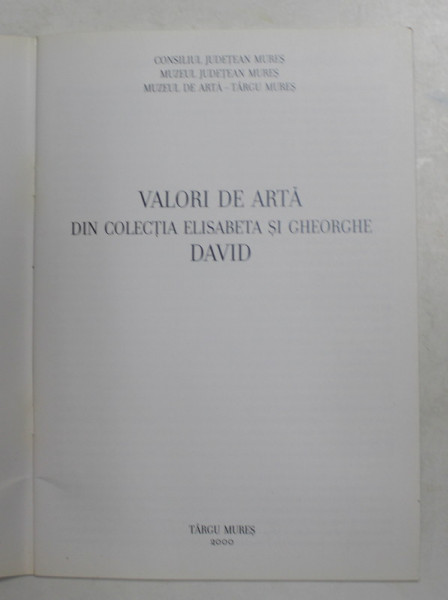 CONSILIUL JUDEȚEAN MUREȘ
MUZEUL JUDEȚEAN MUREȘ
MUZEUL DE ARTĂ - TÂRGU MUREȘ
VALORI DE ARTĂ
DIN COLECȚIA ELISABETA ȘI GHEORGHE
DAVID
TÂRGU MUREȘ
2000